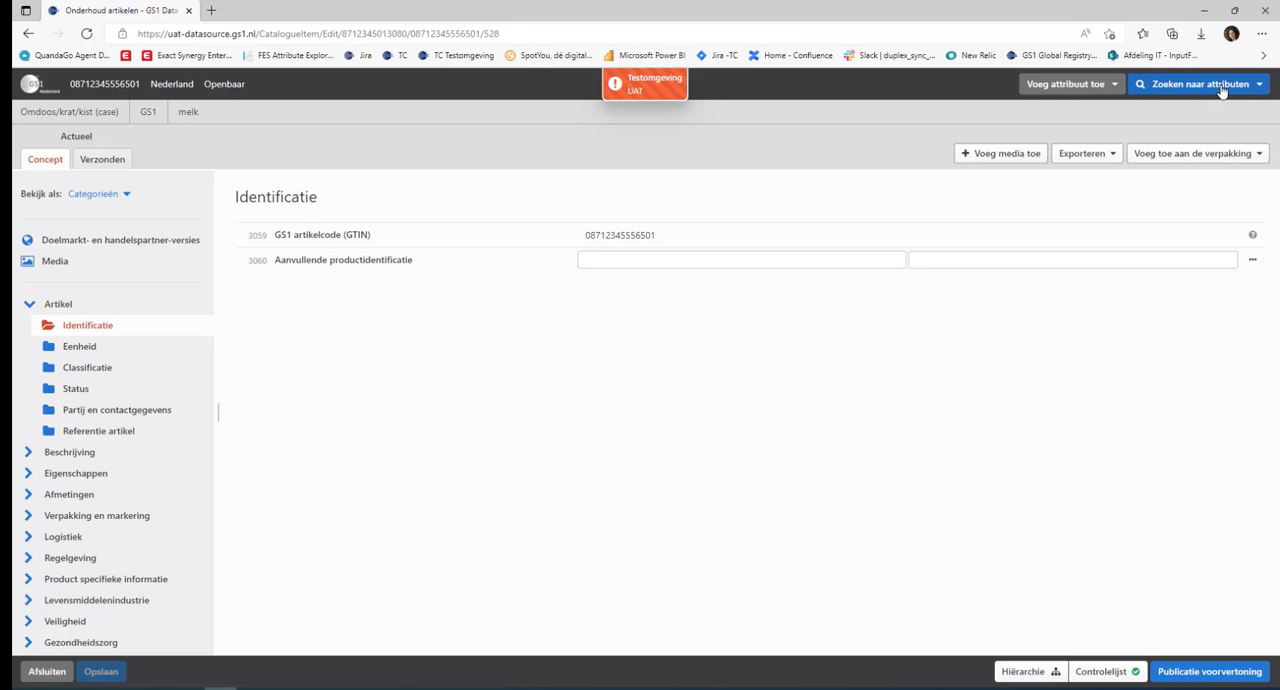 Onderhoud artikelen - GS1 Data
https://uat-datasource.gs1.nl/CatalogueItem/Edit/8712345013080/08712345556501/528
QuandaGo Agent D... Exact Synergy Enter... FES Attribute Explor... Jira TC TC Testomgeving SpotYou, dé digital... Microsoft Power BI Jira -TC Home - Confluence Slack | duplex_sync_... New Relic GS1 Global Registry... Afdeling IT - InputF...
GS1 Nederland 08712345556501 Nederland Openbaar
Testomgeving
UAT
Voeg attribuut toe Zoeken naar attributen
Omdoos/krat/kist (case) GS1 melk
Actueel
Concept Verzonden
Voeg media toe Exporteren Voeg toe aan de verpakking
Bekijk als: Categorieën
Doelmarkt- en handelspartner-versies
Media
Artikel
Identificatie
Eenheid
Classificatie
Status
Partij en contactgegevens
Referentie artikel
Beschrijving
Eigenschappen
Afmetingen
Verpakking en markering
Logistiek
Regelgeving
Product specifieke informatie
Levensmiddelenindustrie
Veiligheid
Gezondheidszorg
Identificatie
3059 GS1 artikelcode (GTIN) 08712345556501
3060 Aanvullende productidentificatie
Afsluiten Opslaan
Hiërarchie Controlelijst Publicatie voorvertoning